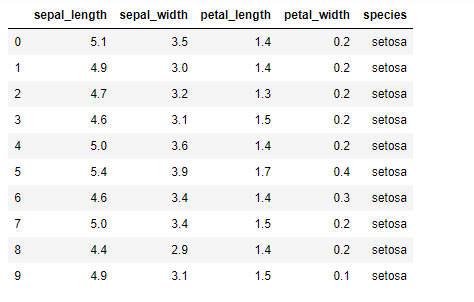 sepal_length sepal_width petal_length petal_width species
0 5.1 3.5 1.4 0.2 setosa
1 4.9 3.0 1.4 0.2 setosa
2 4.7 3.2 1.3 0.2 setosa
3 4.6 3.1 1.5 0.2 setosa
4 5.0 3.6 1.4 0.2 setosa
5 5.4 3.9 1.7 0.4 setosa
6 4.6 3.4 1.4 0.3 setosa
7 5.0 3.4 1.5 0.2 setosa
8 4.4 2.9 1.4 0.2 setosa
9 4.9 3.1 1.5 0.1 setosa